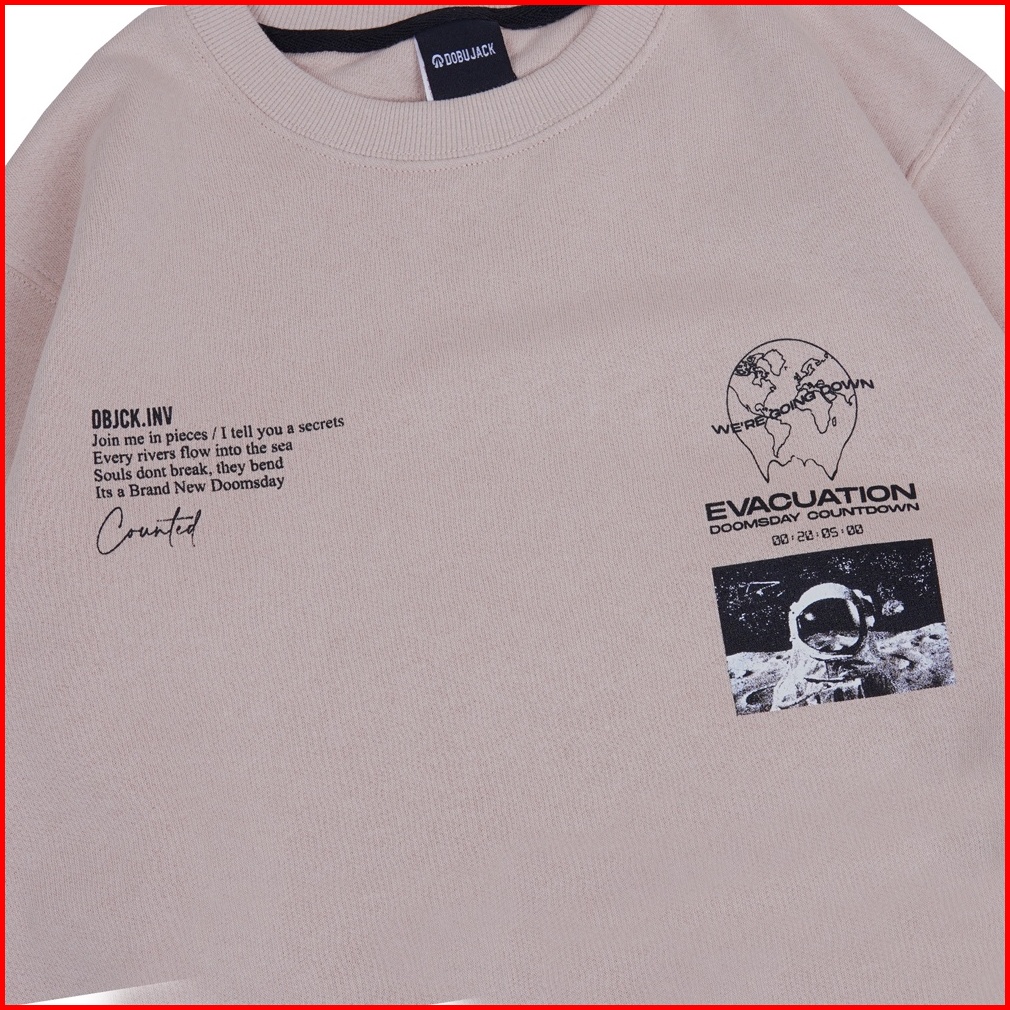 DOBUJACK
DBJCK.INV
Join me in pieces / I tell you a secrets
Every rivers flow into the sea
Souls dont break, they bend
Its a Brand New Doomsday
Counted
WE'RE GOING DOWN
EVACUATION
DOOMSDAY COUNTDOWN
00:20:05:00